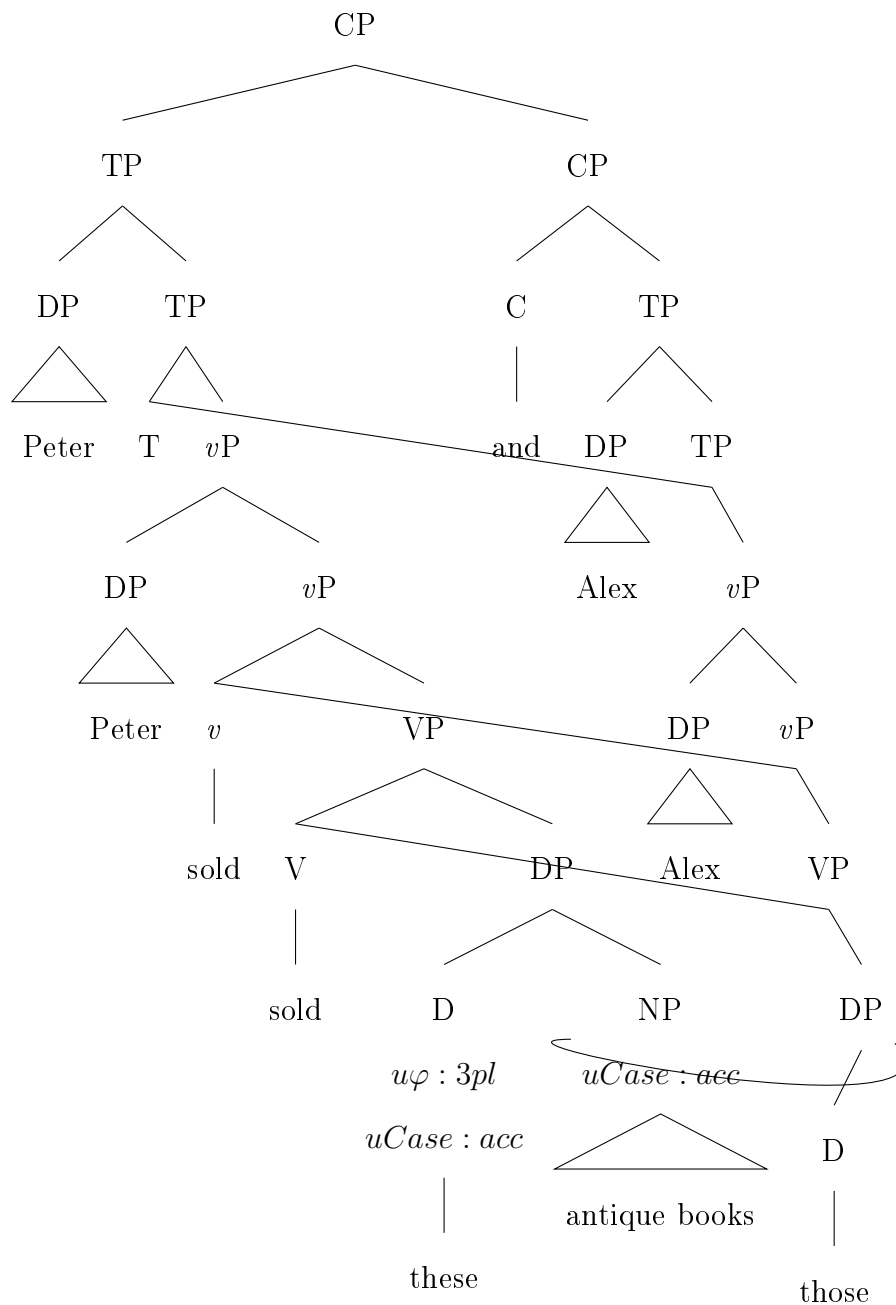 CP
TP CP
DP TP C TP
Peter T vP and DP TP
DP vP Alex vP
Peter v VP DP vP
sold V DP Alex VP
sold D NP DP
uφ : 3pl uCase : acc
uCase : acc D
antique books
these those